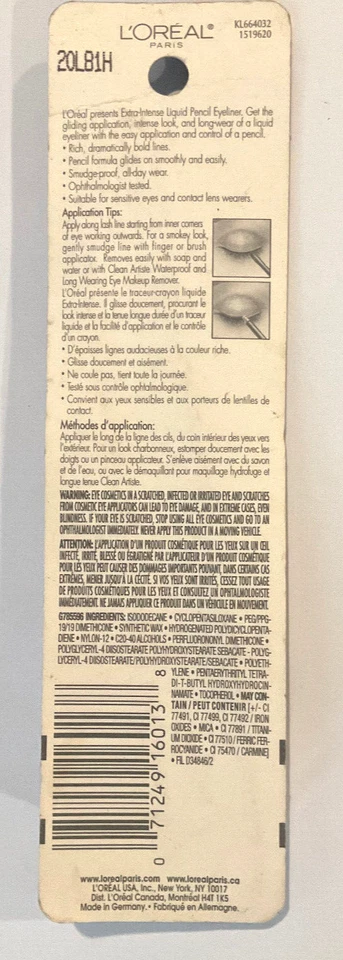 L'ORÉAL®
PARIS
KL664032
1519620
20LB1H
L'Oréal presents Extra-Intense Liquid Pencil Eyeliner. Get the
gliding application, intense look, and long-wear of a liquid
eyeliner with the easy application and control of a pencil.
• Rich, dramatically bold lines.
• Pencil formula glides on smoothly and easily.
• Smudge-proof, all-day wear.
• Ophthalmologist tested.
• Suitable for sensitive eyes and contact lens wearers.
Application Tips:
Apply along lash line starting from inner corners
of eye working outwards. For a smokey look,
gently smudge line with finger or brush
applicator. Removes easily with soap and
water or with Clean Artiste Waterproof and
Long Wearing Eye Makeup Remover.
L'Oréal présente le traceur-crayon liquide
Extra-Intense. Il glisse doucement, procurant le
look intense et la tenue longue durée d'un traceur
liquide et la facilité d'application et le contrôle
d'un crayon.
• D'épaisses lignes audacieuses à la couleur riche.
• Glisse doucement et aisément.
• Ne coule pas, tient toute la journée.
• Testé sous contrôle ophtalmologique.
• Convient aux yeux sensibles et aux porteurs de lentilles de
contact.
Méthodes d'application:
Appliquer le long de la ligne des cils, du coin intérieur des yeux vers
l'extérieur. Pour un look charbonneux, estomper doucement avec les
doigts ou un pinceau applicateur. S'enlève aisément avec du savon
et de l'eau, ou avec le démaquillant pour maquillage hydrofuge et
longue tenue Clean Artiste.
WARNING: EYE COSMETICS IN A SCRATCHED, INFECTED OR IRRITATED EYE AND SCRATCHES
FROM COSMETIC EYE APPLICATORS CAN LEAD TO EYE DAMAGE, AND IN EXTREME CASES, EVEN
BLINDNESS. IF YOUR EYE IS SCRATCHED, STOP USING ALL EYE COSMETICS AND GO TO AN
OPHTHALMOLOGIST IMMEDIATELY. NEVER APPLY THIS PRODUCT IN A MOVING VEHICLE.
ATTENTION: L'APPLICATION D'UN PRODUIT COSMÉTIQUE POUR LES YEUX SUR UN ŒIL
INFECTÉ, IRRITÉ, BLESSÉ OU ÉGRATIGNÉ PAR L'APPLICATEUR D'UN PRODUIT COSMÉTIQUE
POUR LES YEUX PEUT CAUSER DES DOMMAGES IMPORTANTS POUVANT, DANS CERTAINS CAS
EXTRÊMES, MENER JUSQU'À LA CÉCITÉ. SI VOS YEUX SONT IRRITÉS, CESSEZ TOUT USAGE
DE PRODUITS COSMÉTIQUES POUR LES YEUX ET CONSULTEZ UN OPHTALMOLOGISTE
IMMÉDIATEMENT. NE JAMAIS APPLIQUER CE PRODUIT DANS UN VÉHICULE EN MOUVEMENT.
G785596 INGREDIENTS: ISODODECANE • CYCLOPENTASILOXANE • PEG/PPG-
19/19 DIMETHICONE • SYNTHETIC WAX • HYDROGENATED POLYDICYCLOPENTA-
DIENE • NYLON-12 • C20-40 ALCOHOLS • PERFLUORONONYL DIMETHICONE •
POLYGLYCERYL-4 DIISOSTEARATE POLYHYDROXYSTEARATE SEBACATE • POLYG-
LYCERYL-4 DIISOSTEARATE/POLYHYDROXYSTEARATE/SEBACATE • POLYETH-
YLENE • PENTAERYTHRITYL TETRA-
DI-T-BUTYL HYDROXYHYDROCIN-
NAMATE • TOCOPHEROL • MAY CON-
TAIN / PEUT CONTENIR [+/- CI
77491, CI 77499, CI 77492 / IRON
OXIDES • MICA • CI 77891 / TITANI-
UM DIOXIDE • CI 77510 / FERRIC FER-
ROCYANIDE • CI 75470 / CARMINE]
• FIL D34846/2
0 71249 16013 8
www.lorealparis.com www.lorealparis.ca
L'ORÉAL USA, Inc., New York, NY 10017
Dist. L'Oréal Canada, Montréal H4T 1K5
Made in Germany. • Fabriqué en Allemagne.